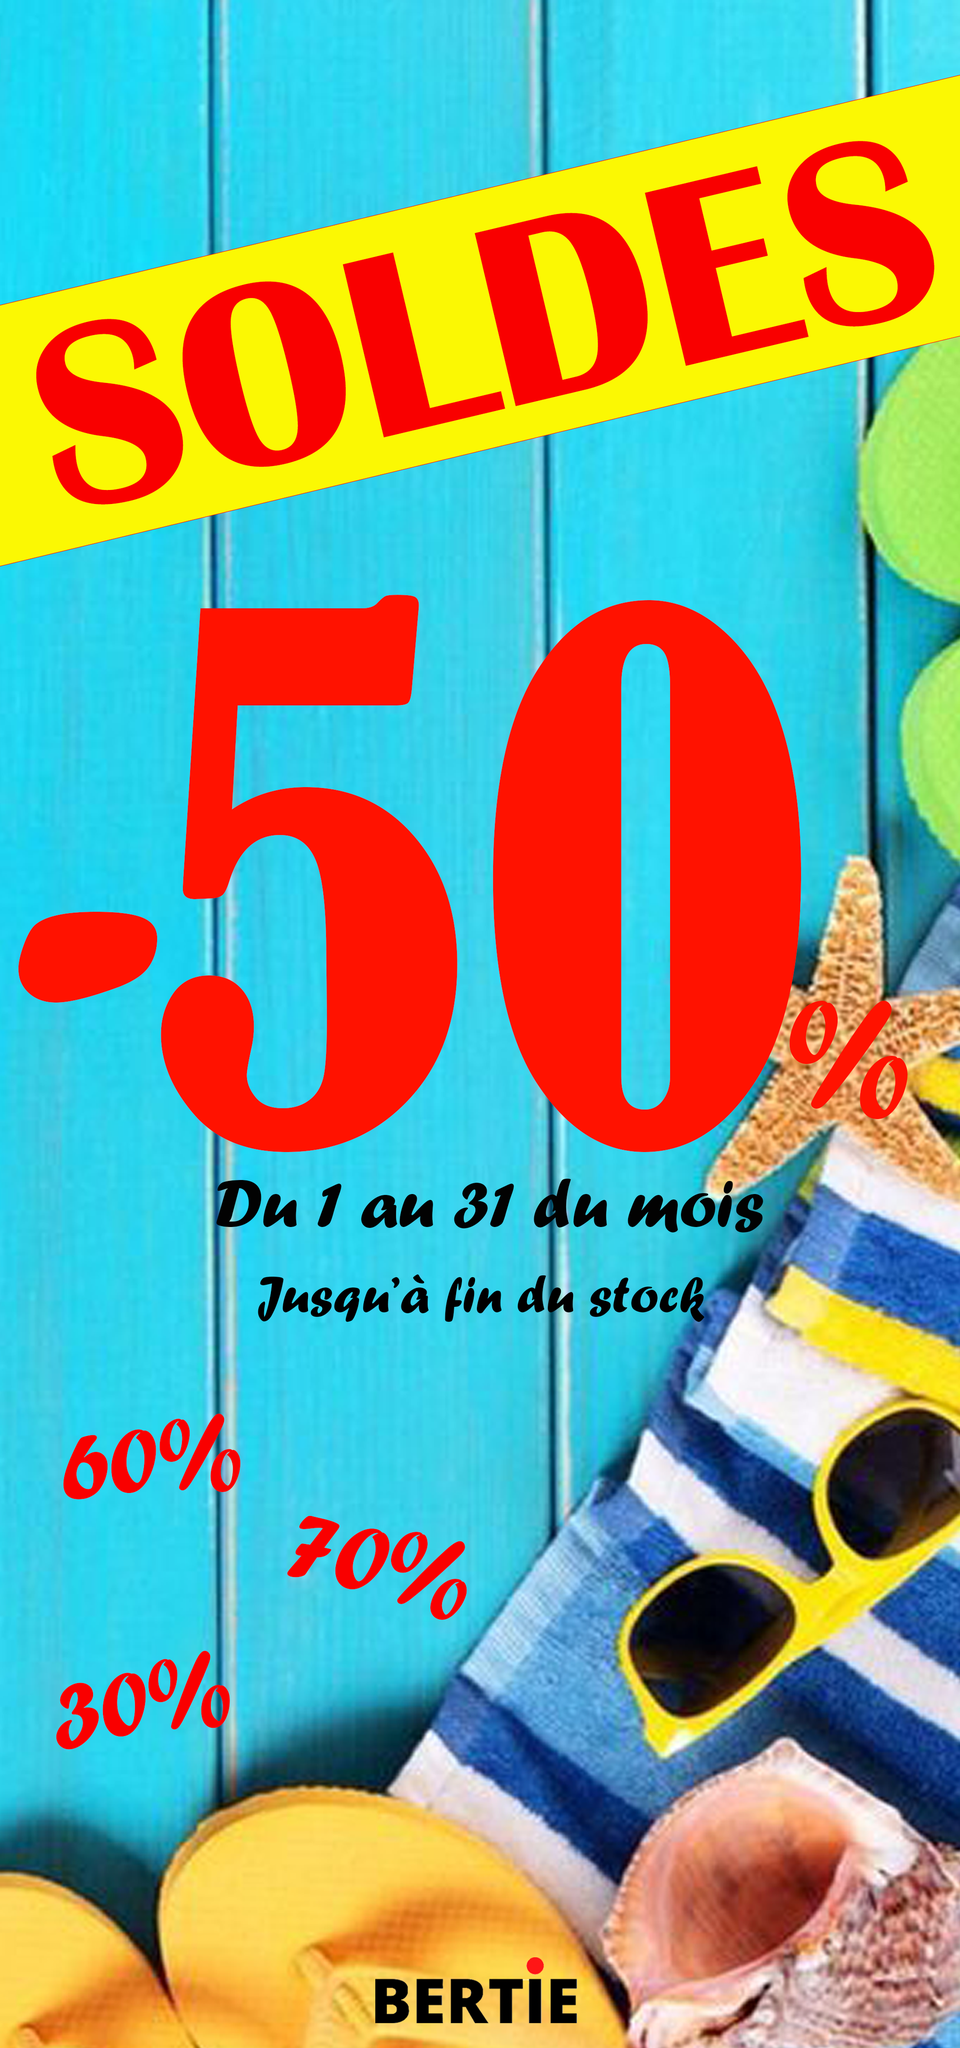 SOLDES
-50%
Du 1 au 31 du mois
Jusqu'à fin du stock
60%
70%
30%
BERTIE